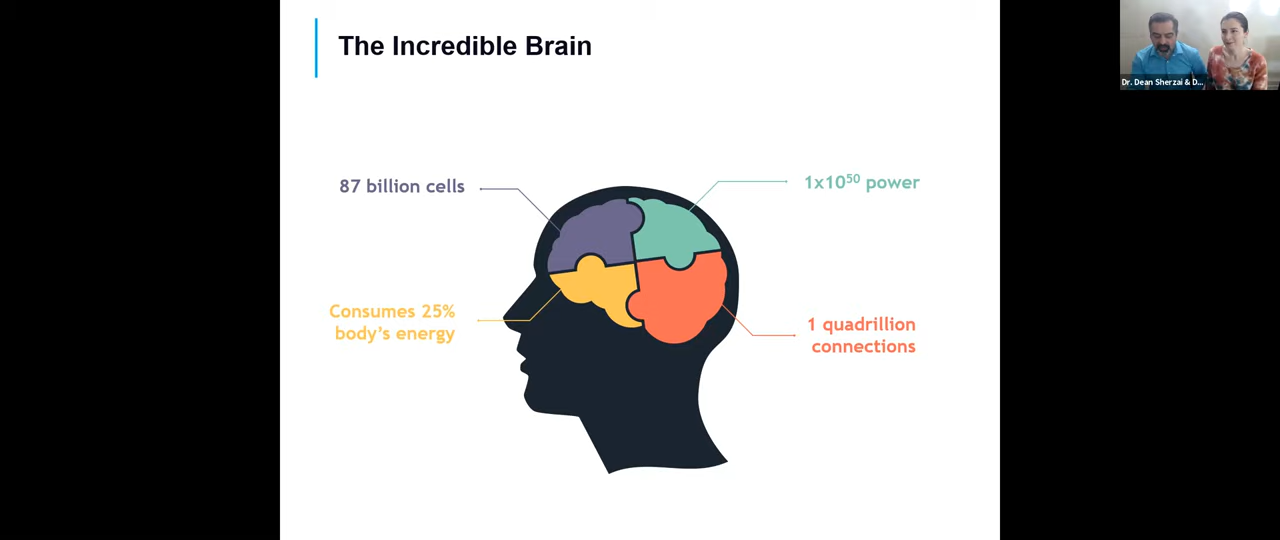 The Incredible Brain
87 billion cells
1x10⁵⁰ power
Consumes 25%
body's energy
1 quadrillion
connections
Dr. Dean Sherzai & D...